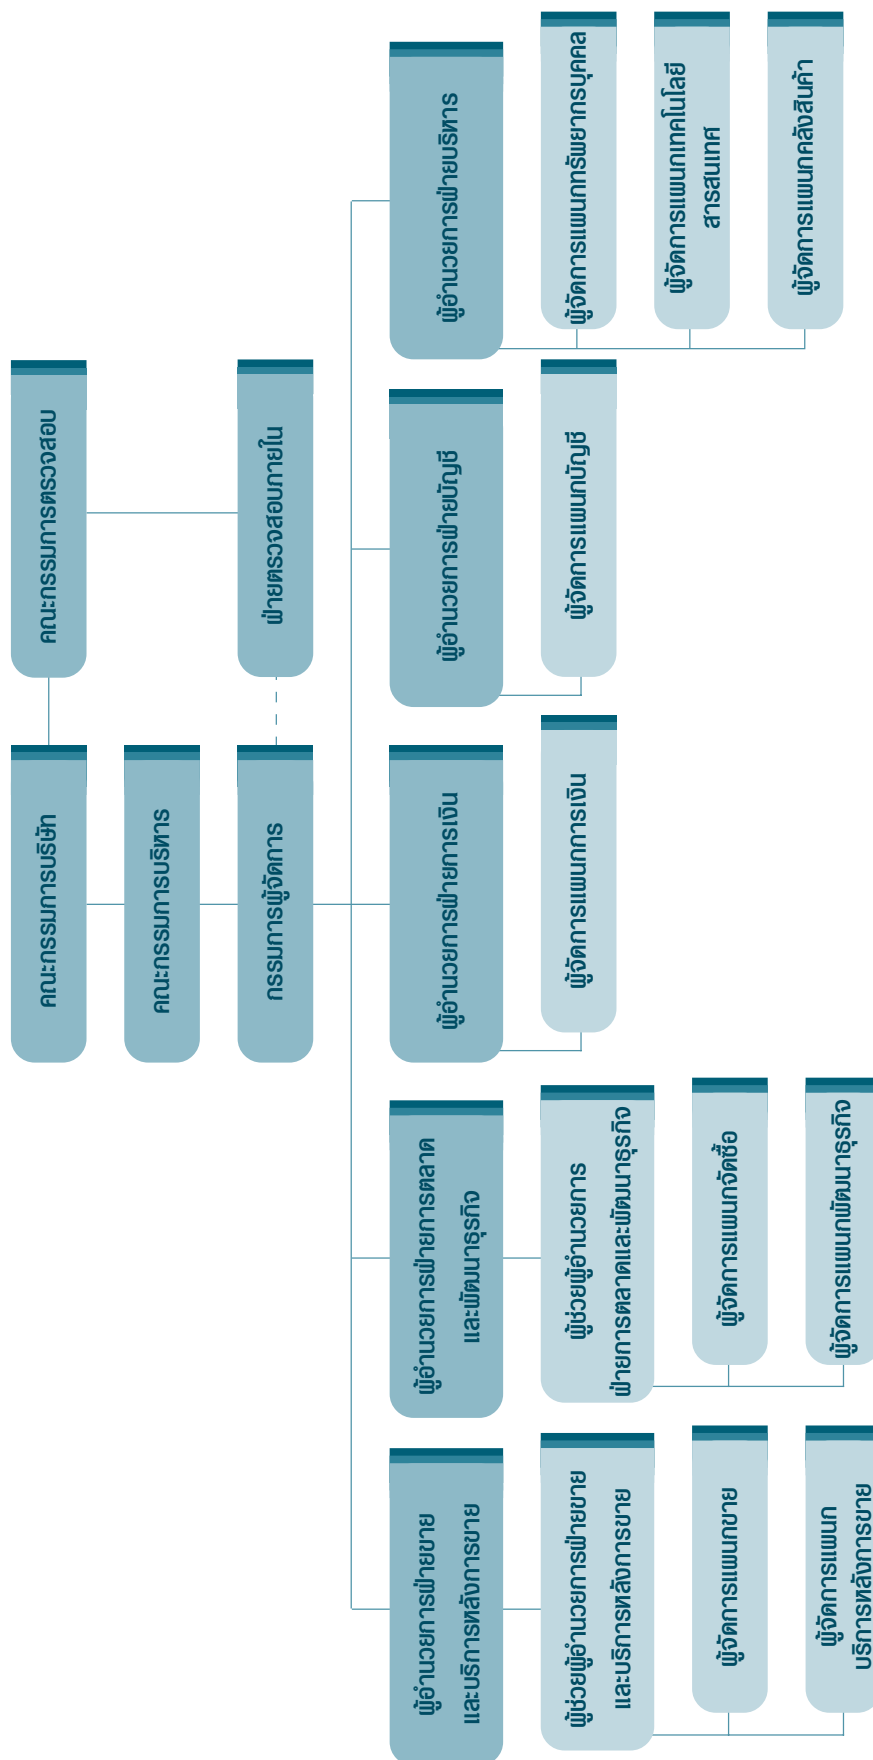 คณะกรรมการบริษัท
คณะกรรมการตรวจสอบ
คณะกรรมการบริหาร
กรรมการผู้จัดการ
ฝ่ายตรวจสอบภายใน
ผู้อำนวยการฝ่ายขาย
และบริการหลังการขาย
ผู้อำนวยการฝ่ายการตลาด
และพัฒนาธุรกิจ
ผู้อำนวยการฝ่ายการเงิน
ผู้อำนวยการฝ่ายบัญชี
ผู้อำนวยการฝ่ายบริหาร
ผู้ช่วยผู้อำนวยการฝ่ายขาย
และบริการหลังการขาย
ผู้ช่วยผู้อำนวยการ
ฝ่ายการตลาดและพัฒนาธุรกิจ
ผู้จัดการแผนกการเงิน
ผู้จัดการแผนกบัญชี
ผู้จัดการแผนกทรัพยากรบุคคล
ผู้จัดการแผนกขาย
ผู้จัดการแผนกจัดซื้อ
ผู้จัดการแผนกเทคโนโลยี
สารสนเทศ
ผู้จัดการแผนก
บริการหลังการขาย
ผู้จัดการแผนกพัฒนาธุรกิจ
ผู้จัดการแผนกคลังสินค้า